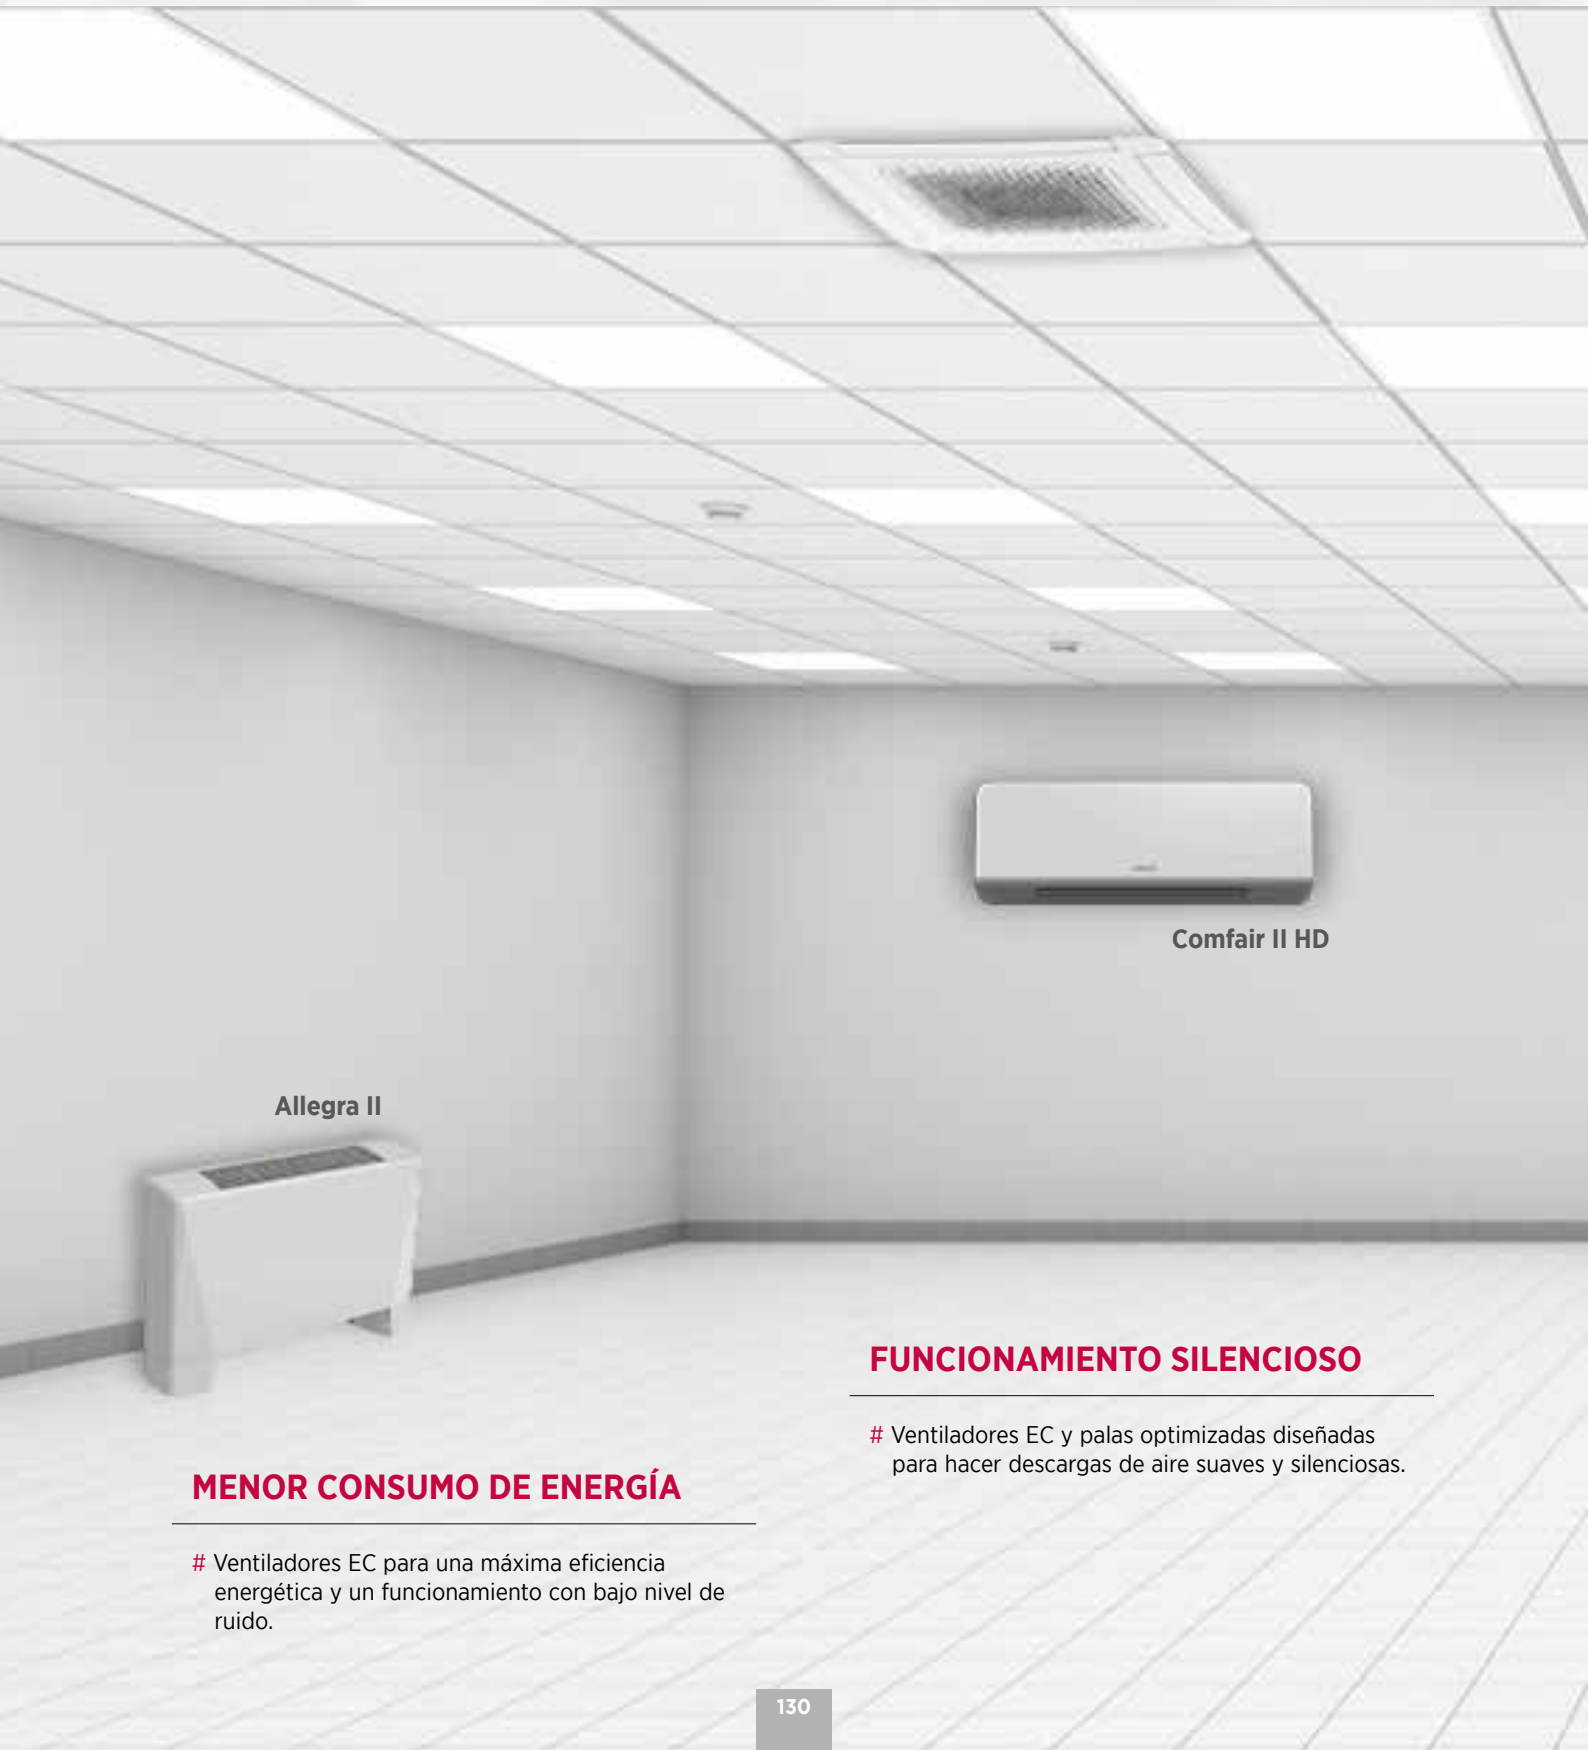 Comfair II HD
Allegra II
FUNCIONAMIENTO SILENCIOSO
# Ventiladores EC y palas optimizadas diseñadas
para hacer descargas de aire suaves y silenciosas.
MENOR CONSUMO DE ENERGÍA
# Ventiladores EC para una máxima eficiencia
energética y un funcionamiento con bajo nivel de
ruido.
130